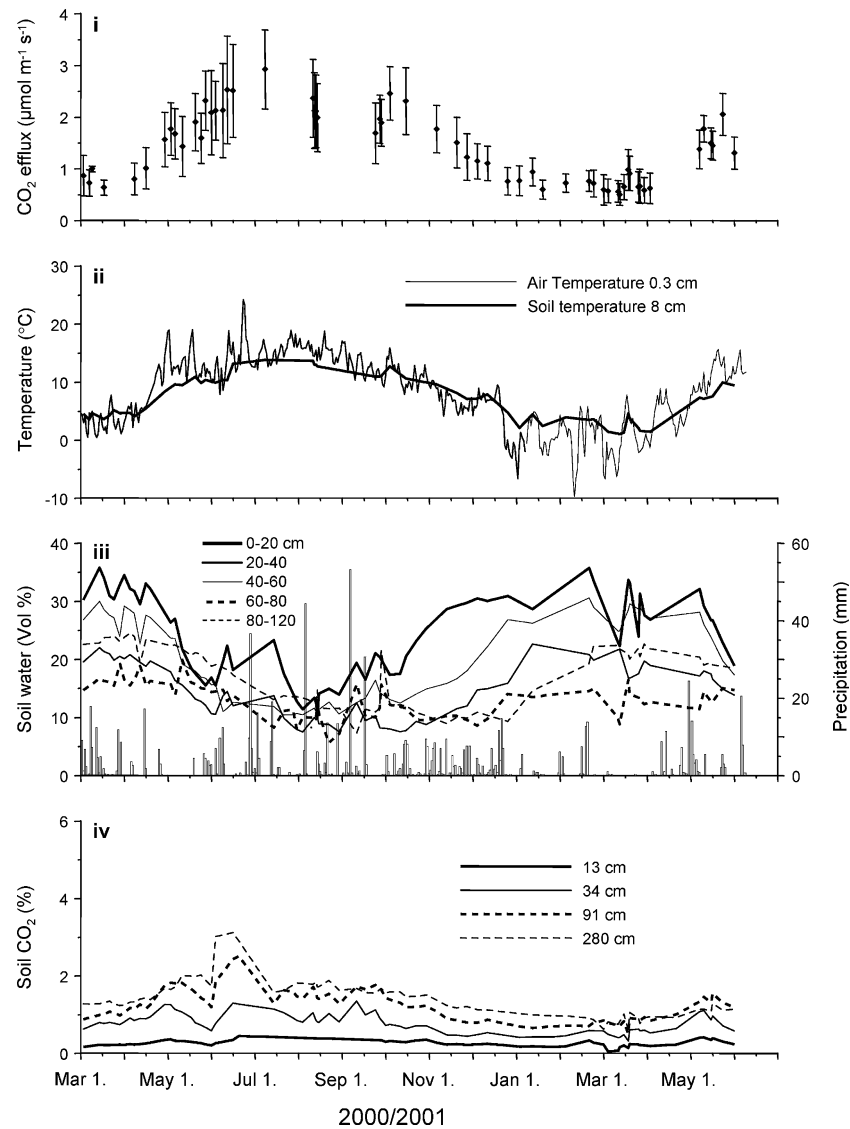 i
4
3
2
1
0
CO2 efflux (µmol m-1 s-1)
ii
30
20
10
0
-10
Temperature (°C)
Air Temperature 0.3 cm
Soil temperature 8 cm
iii
40
30
20
10
0
Soil water (Vol %)
0-20 cm
20-40
40-60
60-80
80-120
60
50
40
30
20
10
0
Precipitation (mm)
iv
6
4
2
0
Soil CO2 (%)
13 cm
34 cm
91 cm
280 cm
Mar 1. May 1. Jul 1. Sep 1. Nov 1. Jan 1. Mar 1. May 1.
2000/2001